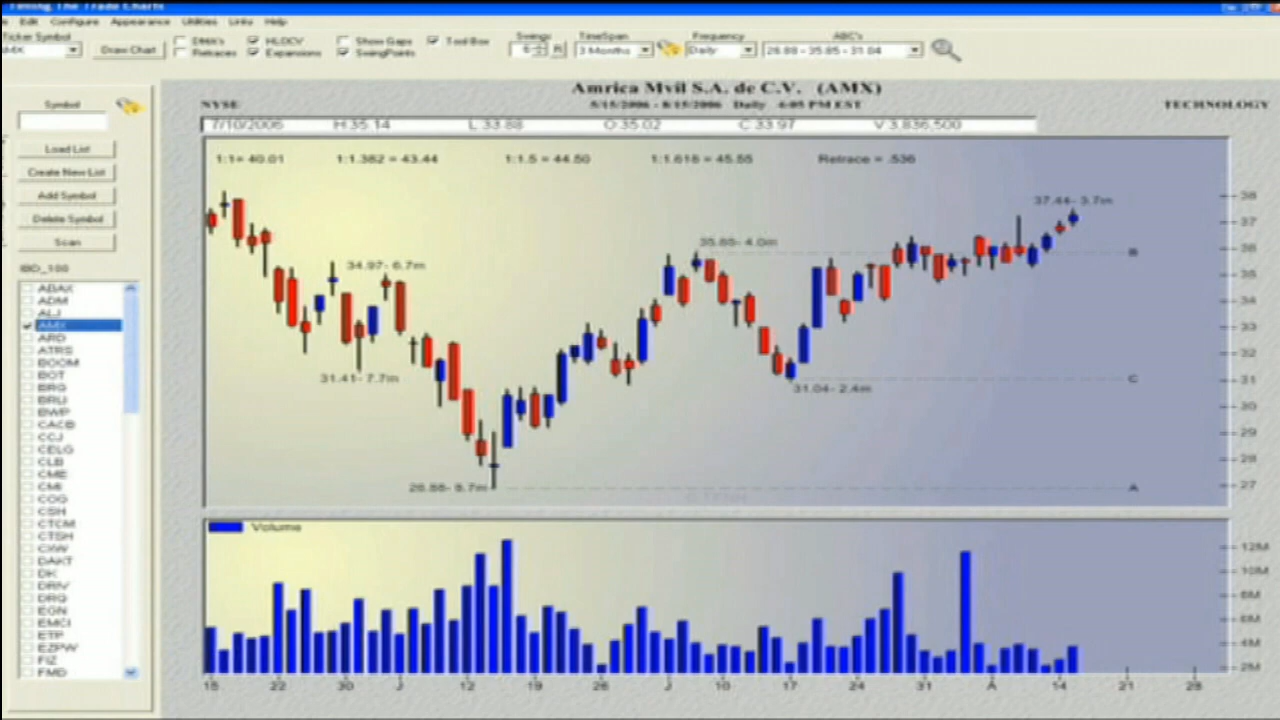 Trade Charts
Edit Configure Appearance Utilities Links Help
Ticker Symbol
AMX
Draw Chart
HLOCV
Show Gaps
Tool Box
Retraces
Expansions
SwingPoints
Swings
6
TimeSpan
3 Months
Frequency
Daily
ABC's
26.88 - 35.85 - 31.04
Amrica Mvil S.A. de C.V. (AMX)
NYSE
5/15/2006 - 8/15/2006 Daily 6:05 PM EST
TECHNOLOGY
7/10/2006 H:35.14 L:33.88 O:35.02 C:33.97 V:3,836,500
1:1= 40.01 1:1.382 = 43.44 1:1.5 = 44.50 1:1.618 = 45.55 Retrace = .536
Symbol
Load List
Create New List
Add Symbol
Delete Symbol
Scan
IBD_100
ABAX
ADM
ALJ
AMX
ARD
ATRS
BOOM
BOT
BRG
BRLI
BWP
CACB
CCJ
CELG
CLB
CME
CMI
COG
CSH
CTCM
CTSH
CXW
DAKT
DK
DRIV
DRQ
EGN
EMCI
ETP
EZPW
FIZ
FMD
37.44- 3.7m
35.85- 4.0m
34.97- 6.7m
31.41- 7.7m
31.04- 2.4m
26.88- 8.7m
B
C
A
38
37
36
35
34
33
32
31
30
29
28
27
Volume
12M
10M
8M
6M
4M
2M
15 22 30 J 12 19 26 J 10 17 24 31 A 14 21 28